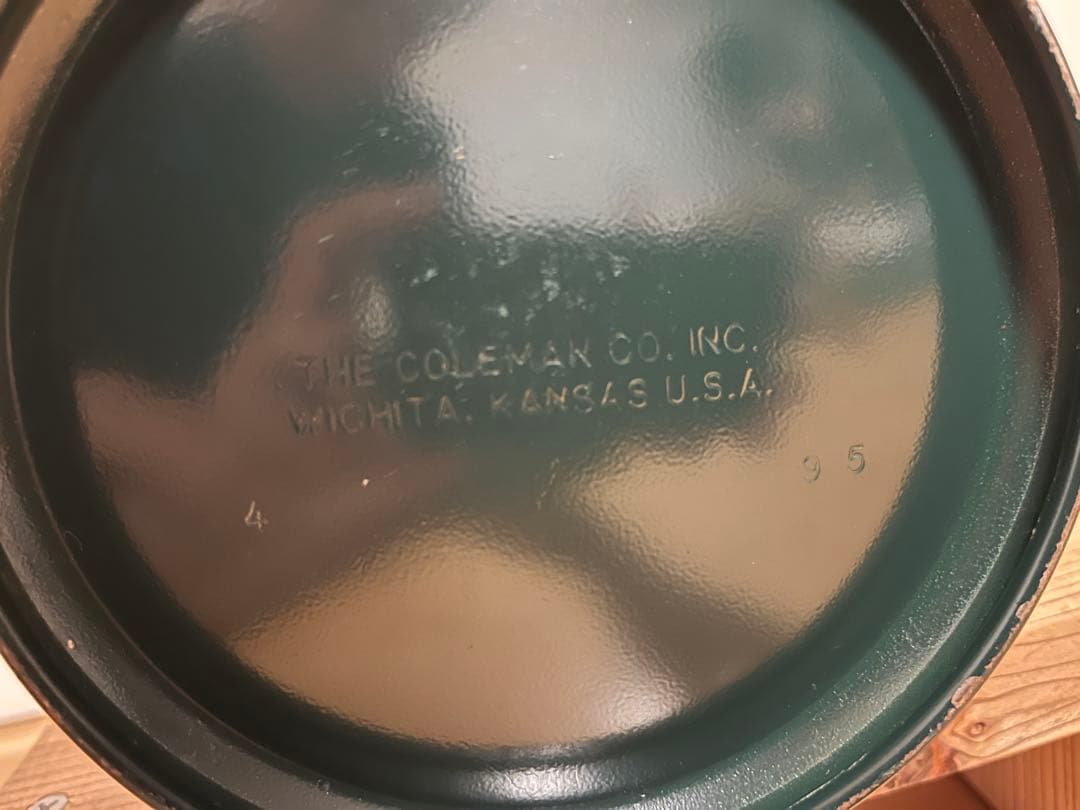 THE COLEMAN CO. INC.
WICHITA, KANSAS U.S.A.
4
9 5